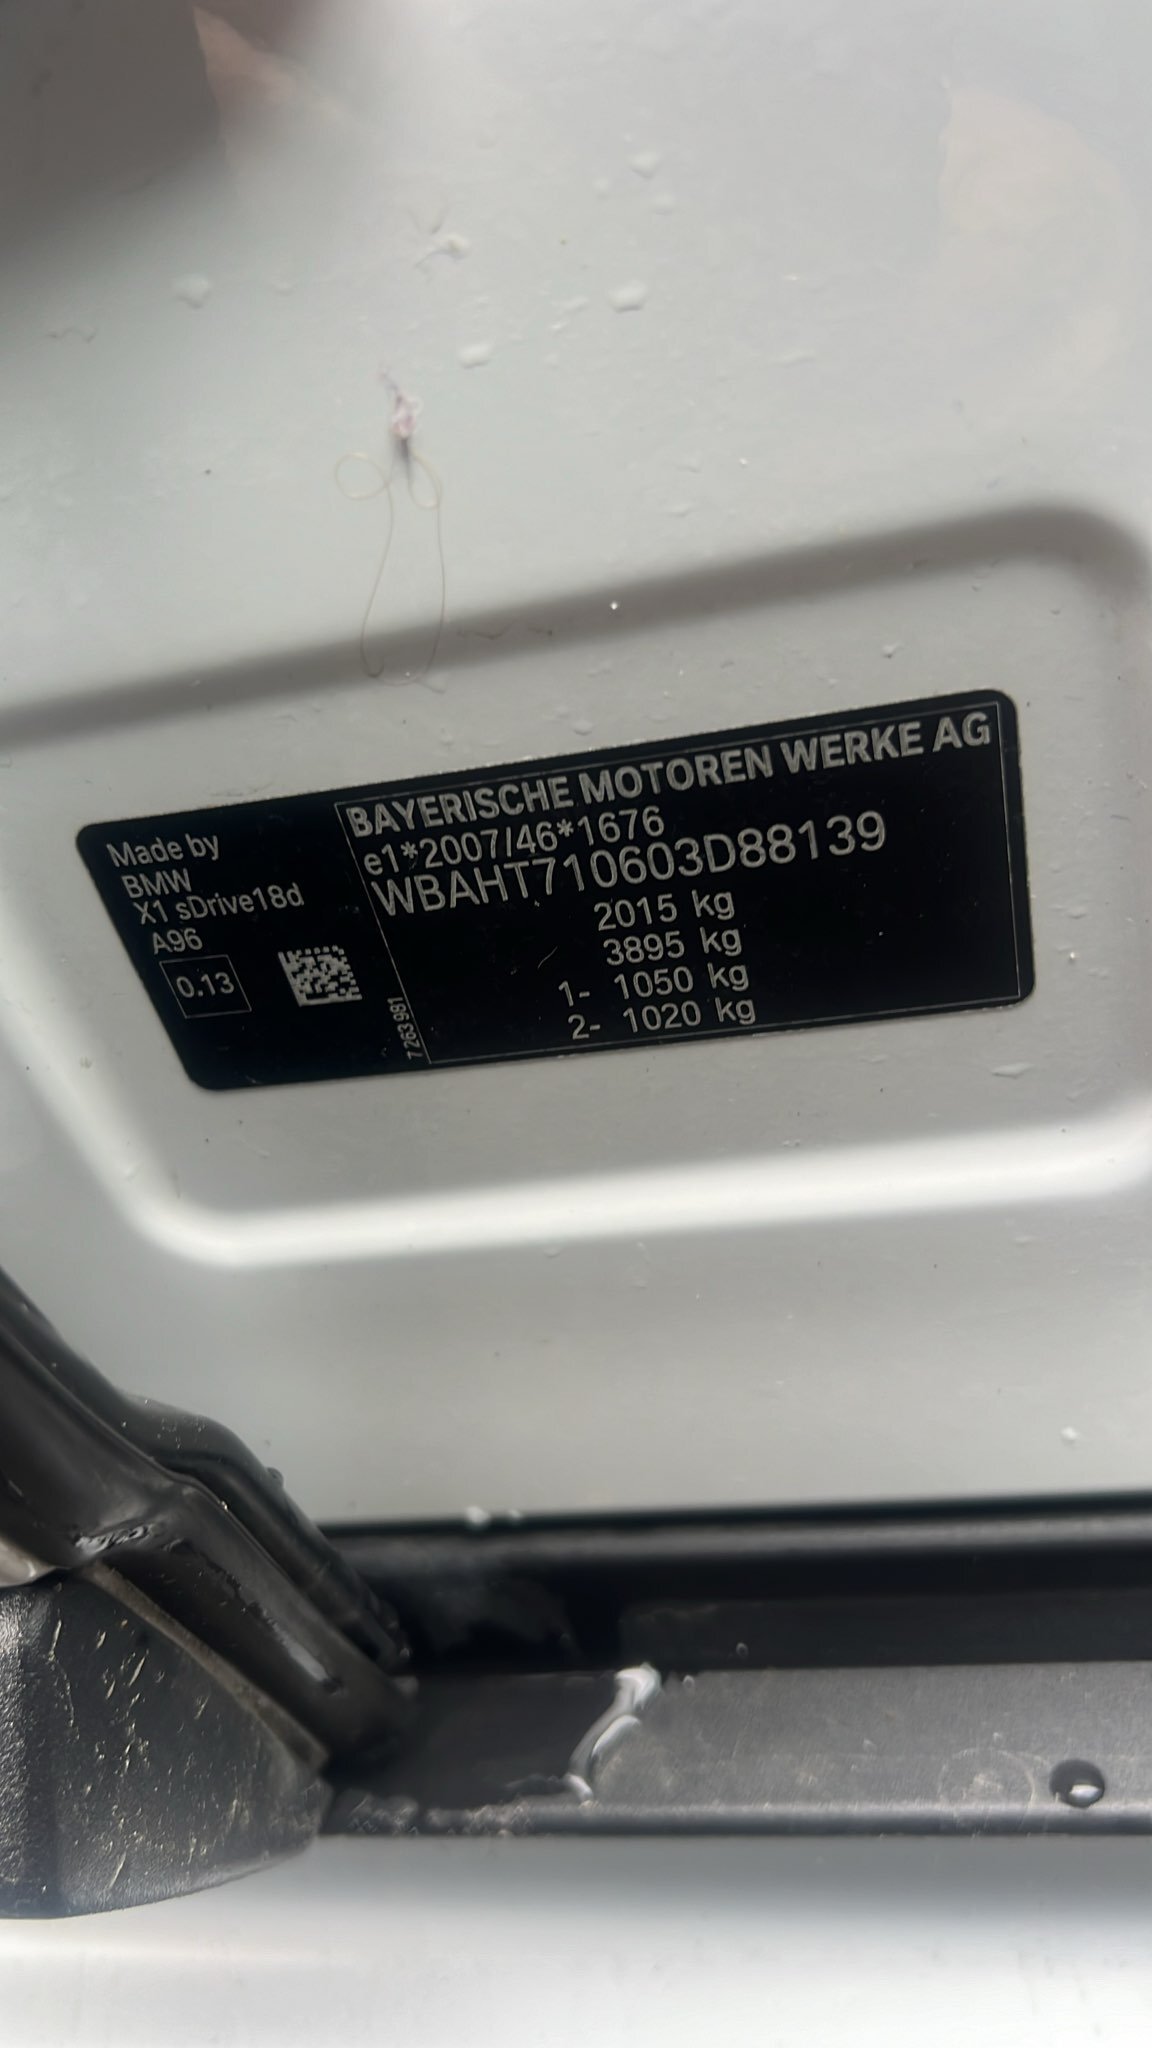 Made by
BMW
X1 sDrive18d
A96
0.13
7263981
BAYERISCHE MOTOREN WERKE AG
e1*2007/46*1676
WBAHT710603D88139
2015 kg
3895 kg
1- 1050 kg
2- 1020 kg